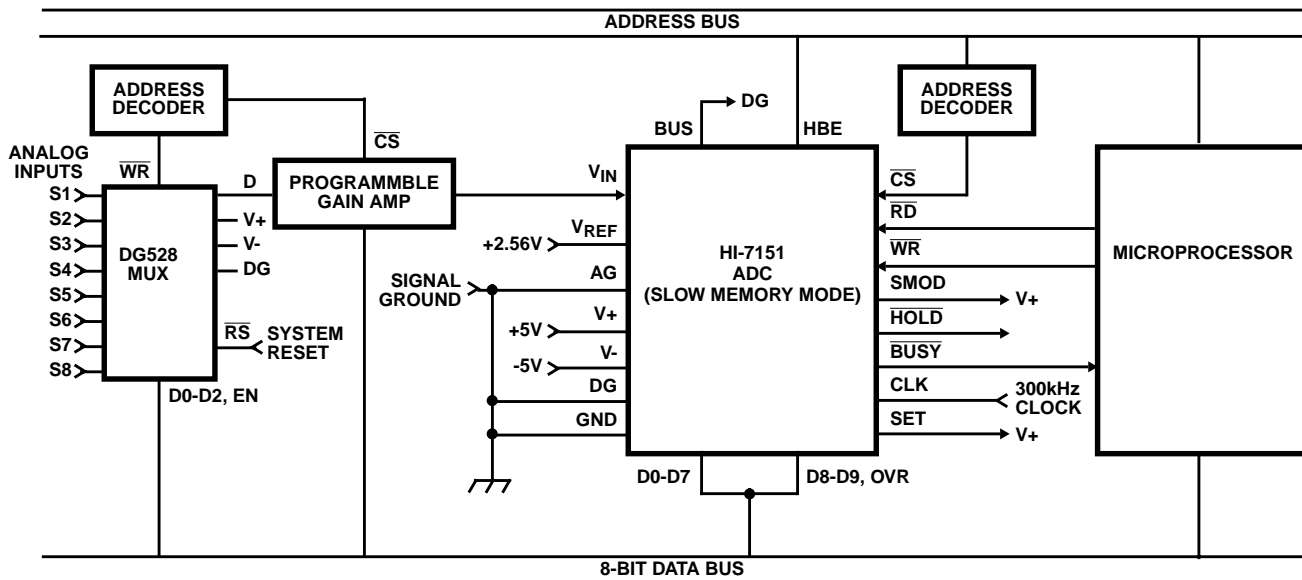 ADDRESS BUS
ADDRESS
DECODER
ADDRESS
DECODER
DG
BUS
HBE
CS
ANALOG
INPUTS
WR
S1
S2
S3
S4
S5
S6
S7
S8
DG528
MUX
D
V+
V-
DG
RS
SYSTEM
RESET
D0-D2, EN
PROGRAMMBLE
GAIN AMP
VIN
VREF
+2.56V
SIGNAL
GROUND
AG
V+
+5V
V-
-5V
DG
GND
HI-7151
ADC
(SLOW MEMORY MODE)
CS
RD
WR
SMOD
V+
HOLD
BUSY
CLK
300kHz
CLOCK
SET
V+
MICROPROCESSOR
D0-D7
D8-D9, OVR
8-BIT DATA BUS